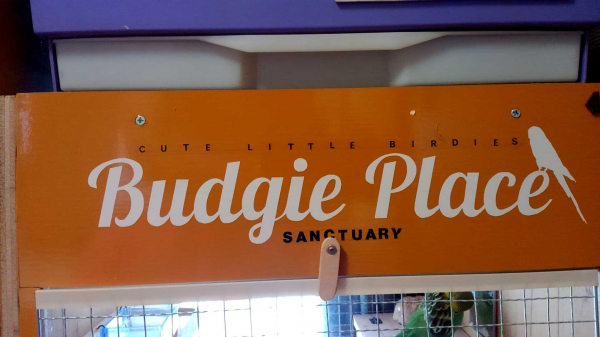 CUTE LITTLE BIRDIES
Budgie Place
SANCTUARY